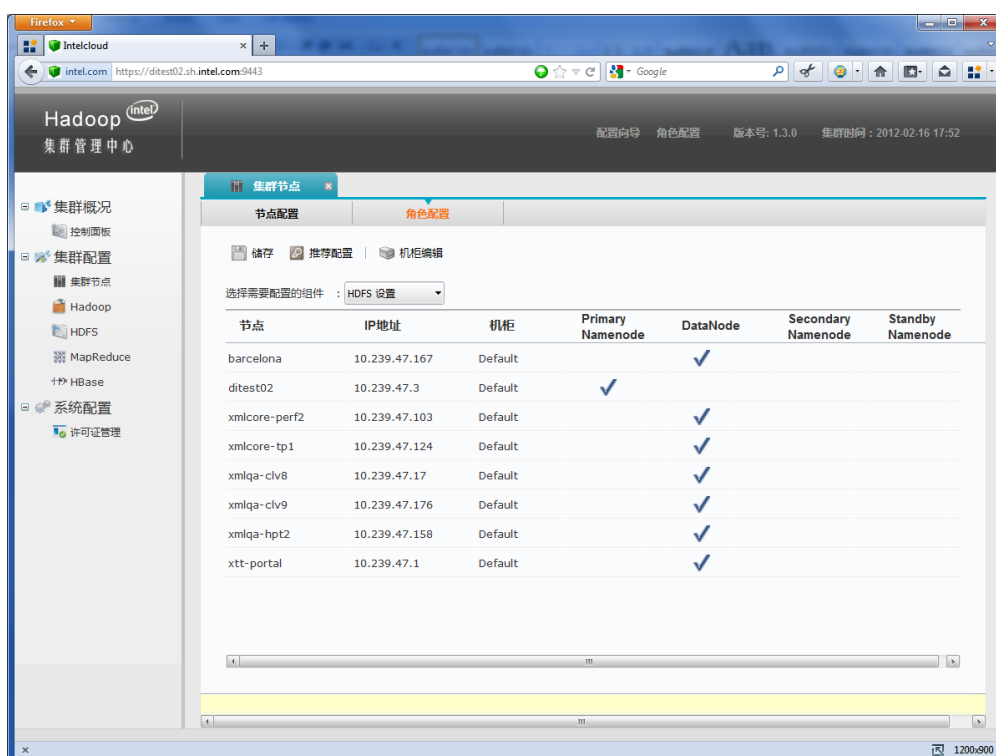 Firefox
Intelcloud
intel.com https://ditest02.sh.intel.com:9443
Google
Hadoop intel
集群管理中心
配置向导 角色配置 版本号: 1.3.0 集群时间 : 2012-02-16 17:52
集群概况
控制面板
集群配置
集群节点
Hadoop
HDFS
MapReduce
HBase
系统配置
许可证管理
集群节点
节点配置 角色配置
储存 推荐配置 机柜编辑
选择需要配置的组件 : HDFS 设置
节点 IP地址 机柜 Primary Namenode DataNode Secondary Namenode Standby Namenode
barcelona 10.239.47.167 Default
ditest02 10.239.47.3 Default
xmlcore-perf2 10.239.47.103 Default
xmlcore-tp1 10.239.47.124 Default
xmlqa-clv8 10.239.47.17 Default
xmlqa-clv9 10.239.47.176 Default
xmlqa-hpt2 10.239.47.158 Default
xtt-portal 10.239.47.1 Default
1200x900